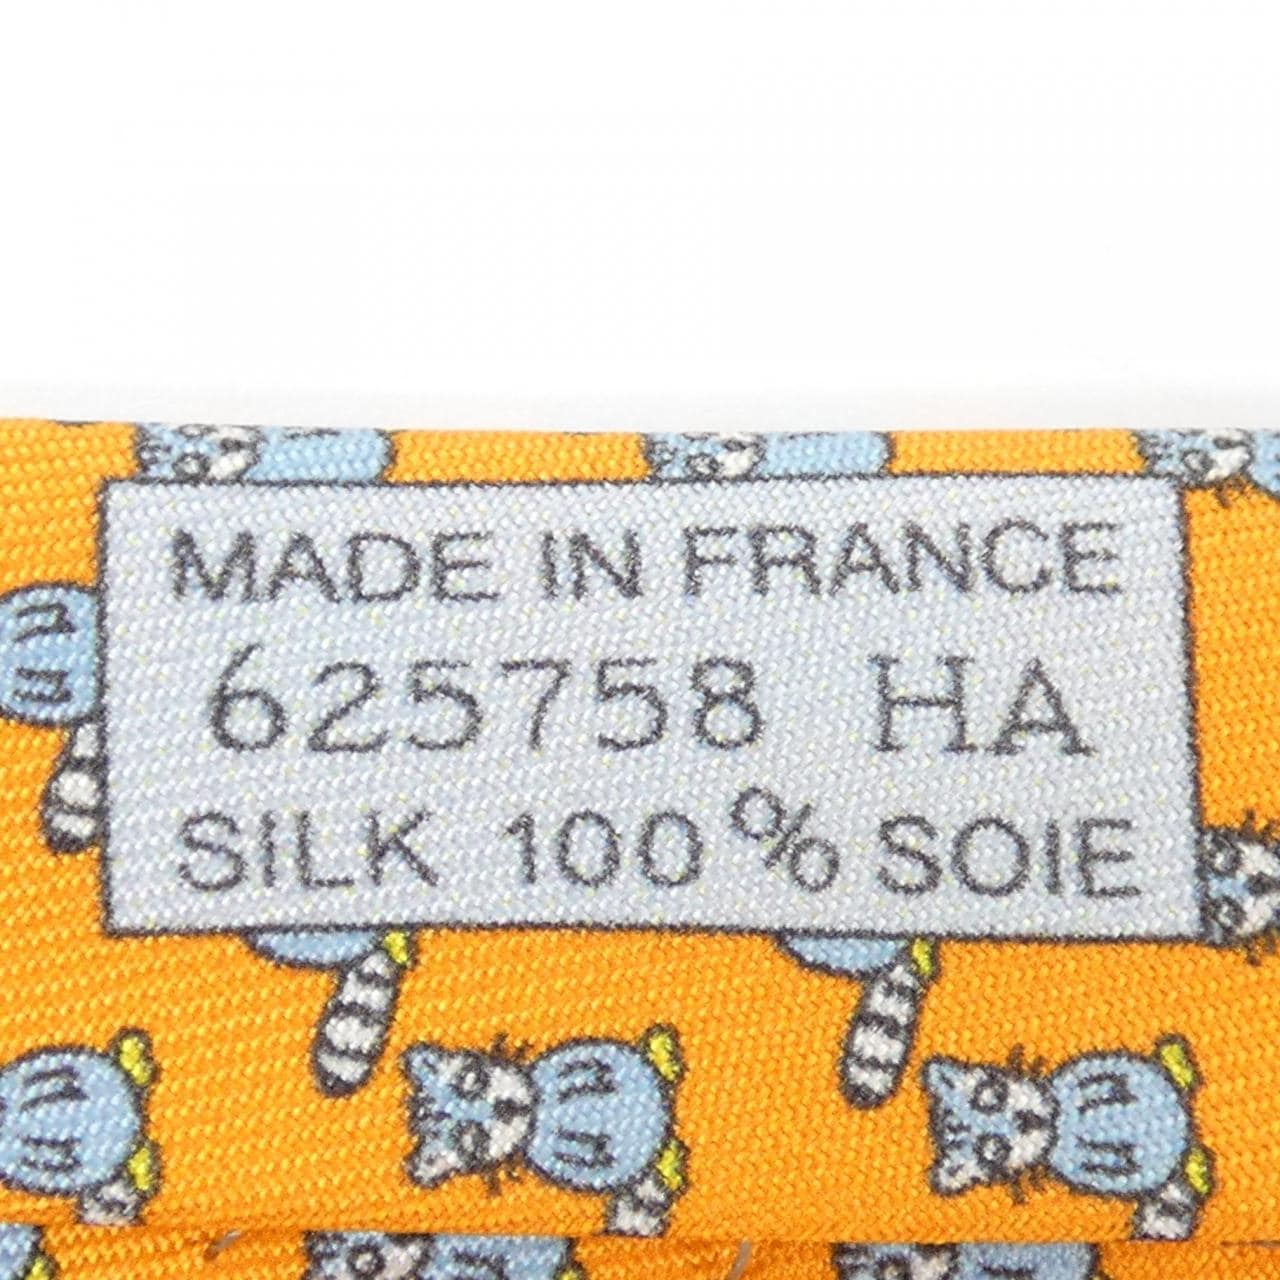 MADE IN FRANCE
625758 HA
SILK 100% SOIE